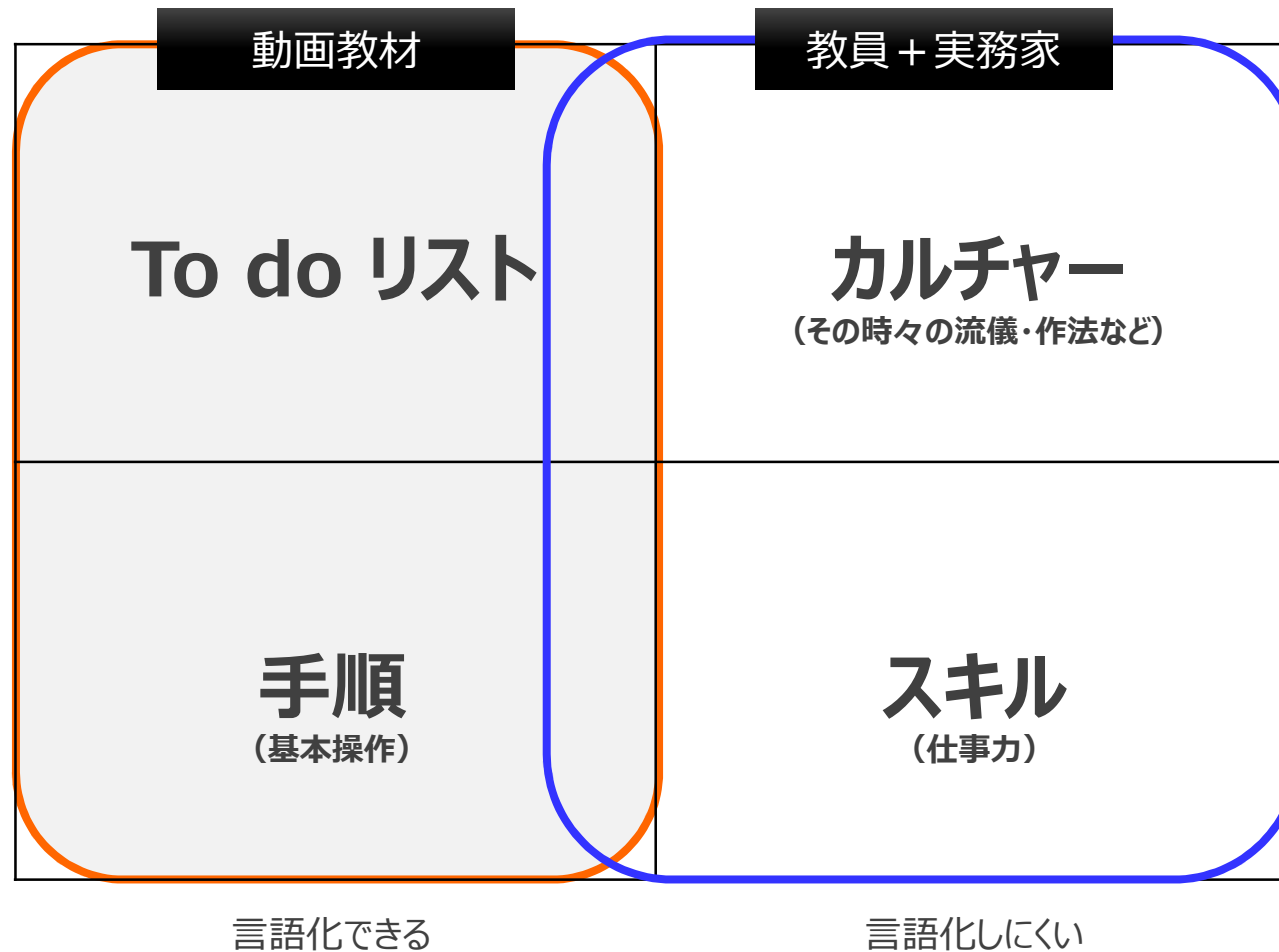 動画教材
教員＋実務家
To do リスト
カルチャー
（その時々の流儀・作法など）
手順
（基本操作）
スキル
（仕事力）
言語化できる
言語化しにくい